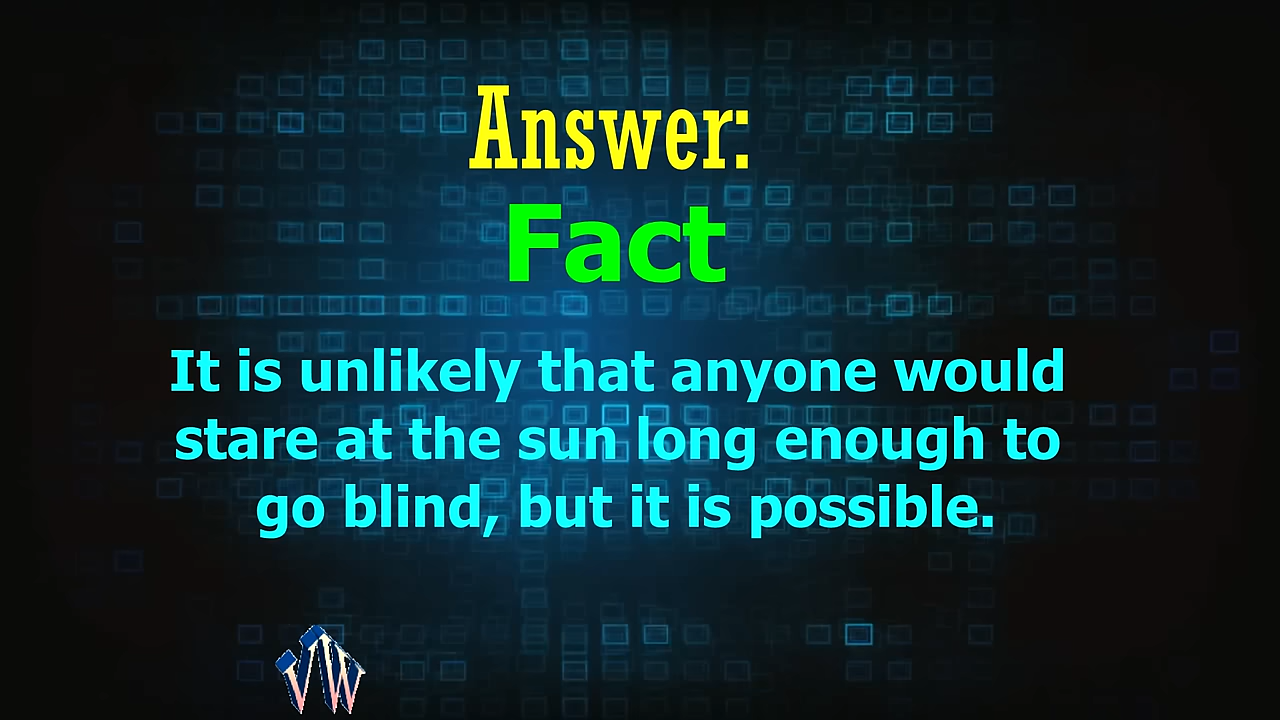 Answer:
Fact
It is unlikely that anyone would
stare at the sun long enough to
go blind, but it is possible.